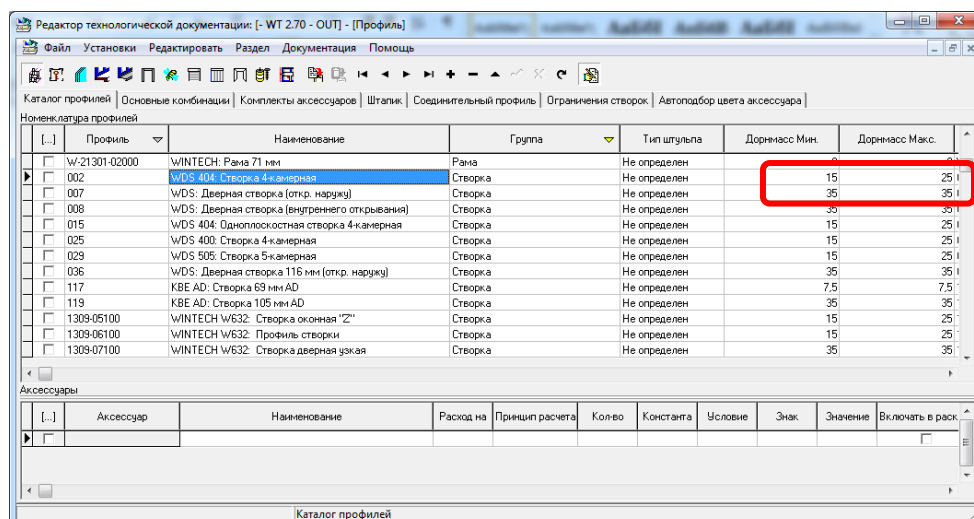 Редактор технологической документации: [- WT 2.70 - OUT] - [Профиль]
Файл Установки Редактировать Раздел Документация Помощь
Каталог профилей Основные комбинации Комплекты аксессуаров Штапик Соединительный профиль Ограничения створок Автоподбор цвета аксессуара
Номенклатура профилей
[...] Профиль Наименование Группа Тип штульпа Дорнмасс Мин. Дорнмасс Макс.
W-21301-02000 WINTECH: Рама 71 мм Рама Не определен
002 WDS 404: Створка 4-камерная Створка Не определен 15 25
007 WDS: Дверная створка (откр. наружу) Створка Не определен 35 35
008 WDS: Дверная створка (внутреннего открывания) Створка Не определен 35 35
015 WDS 404: Одноплоскостная створка 4-камерная Створка Не определен 15 25
025 WDS 400: Створка 4-камерная Створка Не определен 15 25
029 WDS 505: Створка 5-камерная Створка Не определен 15 25
036 WDS: Дверная створка 116 мм (откр. наружу) Створка Не определен 35 35
117 KBE AD: Створка 69 мм AD Створка Не определен 7,5 7,5
119 KBE AD: Створка 105 мм AD Створка Не определен 35 35
1309-05100 WINTECH W632: Створка оконная "Z" Створка Не определен 15 25
1309-06100 WINTECH W632: Профиль створки Створка Не определен 15 25
1309-07100 WINTECH W632: Створка дверная узкая Створка Не определен 35 35
Аксессуары
[...] Аксессуар Наименование Расход на Принцип расчета Кол-во Константа Условие Знак Значение Включать в раск
Каталог профилей